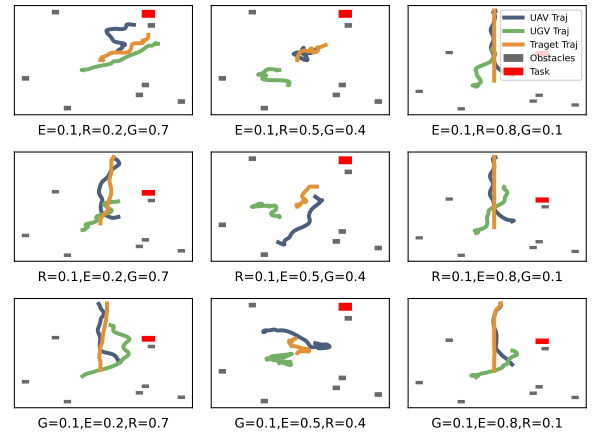 UAV Traj
UGV Traj
Traget Traj
Obstacles
Task
E=0.1,R=0.2,G=0.7
E=0.1,R=0.5,G=0.4
E=0.1,R=0.8,G=0.1
R=0.1,E=0.2,G=0.7
R=0.1,E=0.5,G=0.4
R=0.1,E=0.8,G=0.1
G=0.1,E=0.2,R=0.7
G=0.1,E=0.5,R=0.4
G=0.1,E=0.8,R=0.1